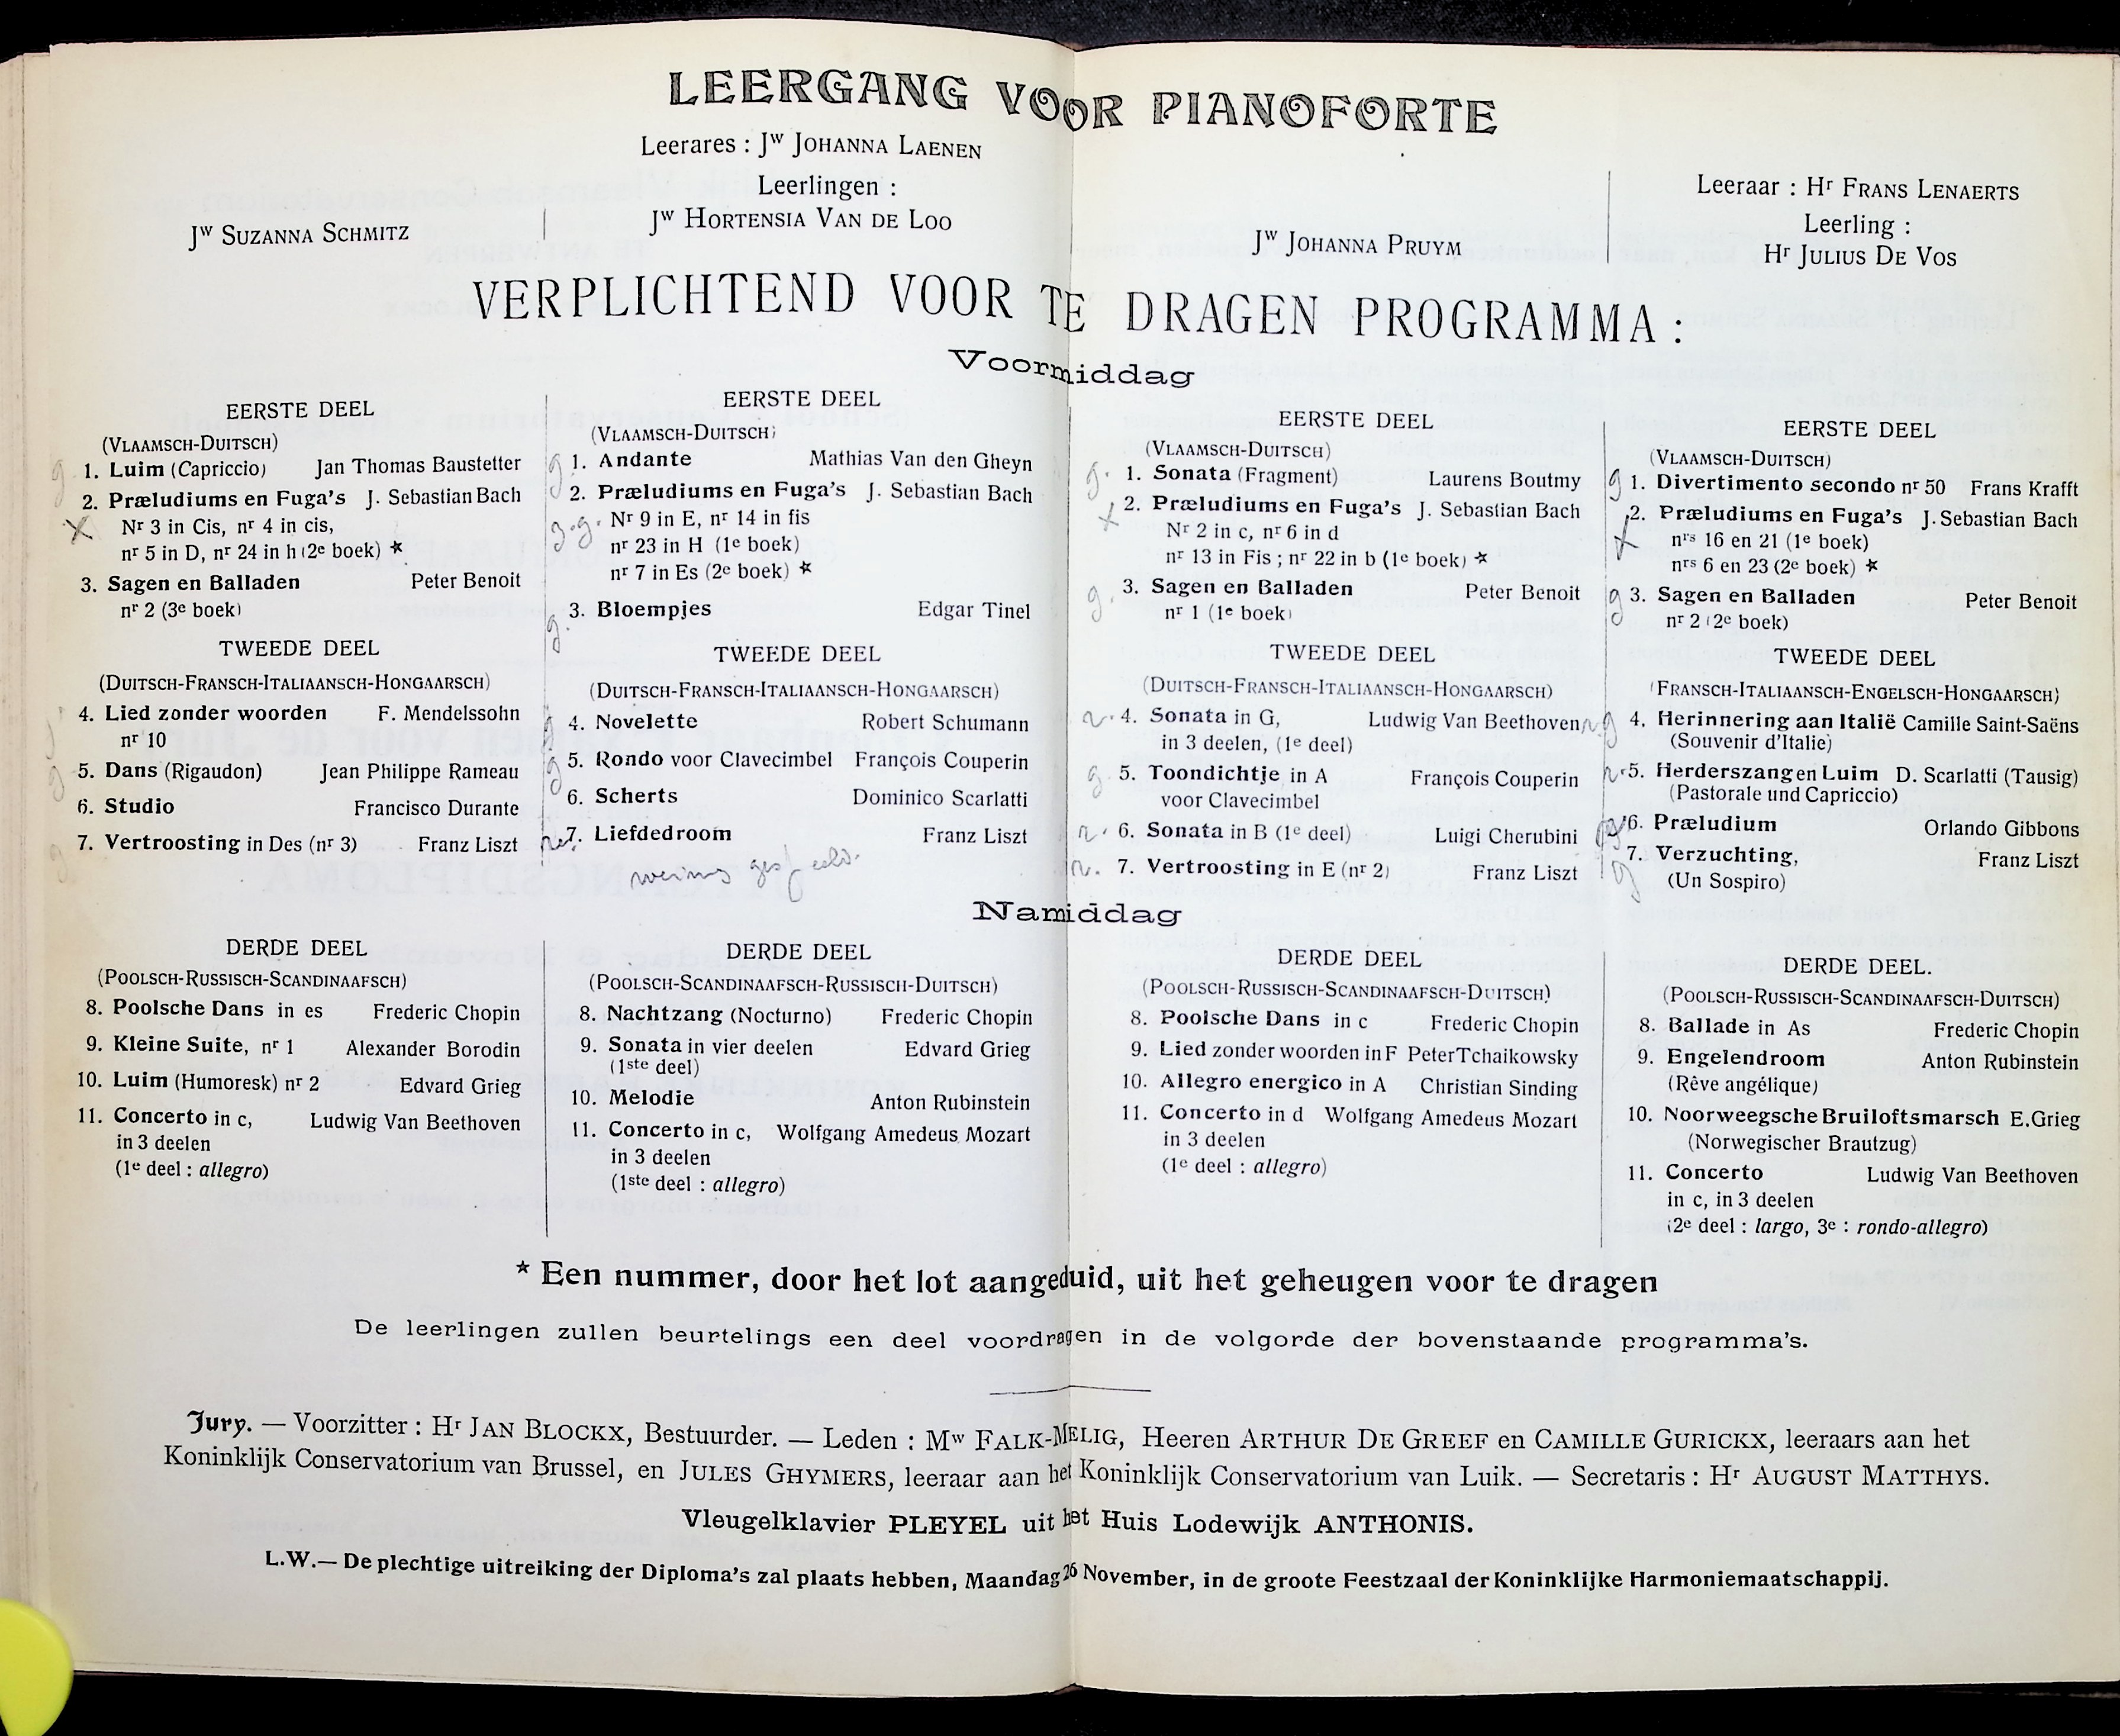 LEERGANG VOOR PIANOFORTE
Leerares : Jw JOHANNA LAENEN
Leerlingen :
Jw SUZANNA SCHMITZ
Jw HORTENSIA VAN DE LOO
Jw JOHANNA PRUYM
Leeraar : Hr FRANS LENAERTS
Leerling :
Hr JULIUS DE VOS
VERPLICHTEND VOOR TE DRAGEN PROGRAMMA :
Voormiddag
EERSTE DEEL
(VLAAMSCH-DUITSCH)
1. Luim (Capriccio) Jan Thomas Baustetter
2. Præludiums en Fuga's J. Sebastian Bach
Nr 3 in Cis, nr 4 in cis,
nr 5 in D, nr 24 in h (2e boek) *
3. Sagen en Balladen Peter Benoit
nr 2 (3e boek)
TWEEDE DEEL
(DUITSCH-FRANSCH-ITALIAANSCH-HONGAARSCH)
4. Lied zonder woorden F. Mendelssohn
nr 10
5. Dans (Rigaudon) Jean Philippe Rameau
6. Studio Francisco Durante
7. Vertroosting in Des (nr 3) Franz Liszt
EERSTE DEEL
(VLAAMSCH-DUITSCH)
1. Andante Mathias Van den Gheyn
2. Præludiums en Fuga's J. Sebastian Bach
Nr 9 in E, nr 14 in fis
nr 23 in H (1e boek)
nr 7 in Es (2e boek) *
3. Bloempjes Edgar Tinel
TWEEDE DEEL
(DUITSCH-FRANSCH-ITALIAANSCH-HONGAARSCH)
4. Novelette Robert Schumann
5. Rondo voor Clavecimbel François Couperin
6. Scherts Dominico Scarlatti
7. Liefdedroom Franz Liszt
EERSTE DEEL
(VLAAMSCH-DUITSCH)
1. Sonata (Fragment) Laurens Boutmy
2. Præludiums en Fuga's J. Sebastian Bach
Nr 2 in c, nr 6 in d
nr 13 in Fis ; nr 22 in b (1e boek) *
3. Sagen en Balladen Peter Benoit
nr 1 (1e boek)
TWEEDE DEEL
(DUITSCH-FRANSCH-ITALIAANSCH-HONGAARSCH)
4. Sonata in G, Ludwig Van Beethoven
in 3 deelen, (1e deel)
5. Toondichtje in A François Couperin
voor Clavecimbel
6. Sonata in B (1e deel) Luigi Cherubini
7. Vertroosting in E (nr 2) Franz Liszt
EERSTE DEEL
(VLAAMSCH-DUITSCH)
1. Divertimento secondo nr 50 Frans Krafft
2. Præludiums en Fuga's J. Sebastian Bach
nrs 16 en 21 (1e boek)
nrs 6 en 23 (2e boek) *
3. Sagen en Balladen Peter Benoit
nr 2 (2e boek)
TWEEDE DEEL
(FRANSCH-ITALIAANSCH-ENGELSCH-HONGAARSCH)
4. Herinnering aan Italië Camille Saint-Saëns
(Souvenir d'Italie)
5. Herderszang en Luim D. Scarlatti (Tausig)
(Pastorale und Capriccio)
6. Præludium Orlando Gibbons
7. Verzuchting, Franz Liszt
(Un Sospiro)
Namiddag
DERDE DEEL
(POOLSCH-RUSSISCH-SCANDINAAFSCH)
8. Poolsche Dans in es Frederic Chopin
9. Kleine Suite, nr 1 Alexander Borodin
10. Luim (Humoresk) nr 2 Edvard Grieg
11. Concerto in c, Ludwig Van Beethoven
in 3 deelen
(1e deel : allegro)
DERDE DEEL
(POOLSCH-SCANDINAAFSCH-RUSSISCH-DUITSCH)
8. Nachtzang (Nocturno) Frederic Chopin
9. Sonata in vier deelen Edvard Grieg
(1ste deel)
10. Melodie Anton Rubinstein
11. Concerto in c, Wolfgang Amedeus Mozart
in 3 deelen
(1ste deel : allegro)
DERDE DEEL
(POOLSCH-RUSSISCH-SCANDINAAFSCH-DUITSCH)
8. Poolsche Dans in c Frederic Chopin
9. Lied zonder woorden in F Peter Tchaikowsky
10. Allegro energico in A Christian Sinding
11. Concerto in d Wolfgang Amedeus Mozart
in 3 deelen
(1e deel : allegro)
DERDE DEEL.
(POOLSCH-RUSSISCH-SCANDINAAFSCH-DUITSCH)
8. Ballade in As Frederic Chopin
9. Engelendroom Anton Rubinstein
(Rêve angélique)
10. Noorweegsche Bruiloftsmarsch E. Grieg
(Norwegischer Brautzug)
11. Concerto Ludwig Van Beethoven
in c, in 3 deelen
(2e deel : largo, 3e : rondo-allegro)
* Een nummer, door het lot aangeduid, uit het geheugen voor te dragen
De leerlingen zullen beurtelings een deel voordragen in de volgorde der bovenstaande programma's.
Jury. — Voorzitter : Hr JAN BLOCKX, Bestuurder. — Leden : Mw FALK-MELIG, Heeren ARTHUR DE GREEF en CAMILLE GURICKX, leeraars aan het
Koninklijk Conservatorium van Brussel, en JULES GHYMERS, leeraar aan het Koninklijk Conservatorium van Luik. — Secretaris : Hr AUGUST MATTHYS.
Vleugelklavier PLEYEL uit het Huis Lodewijk ANTHONIS.
L.W.— De plechtige uitreiking der Diploma's zal plaats hebben, Maandag 26 November, in de groote Feestzaal der Koninklijke Harmoniemaatschappij.